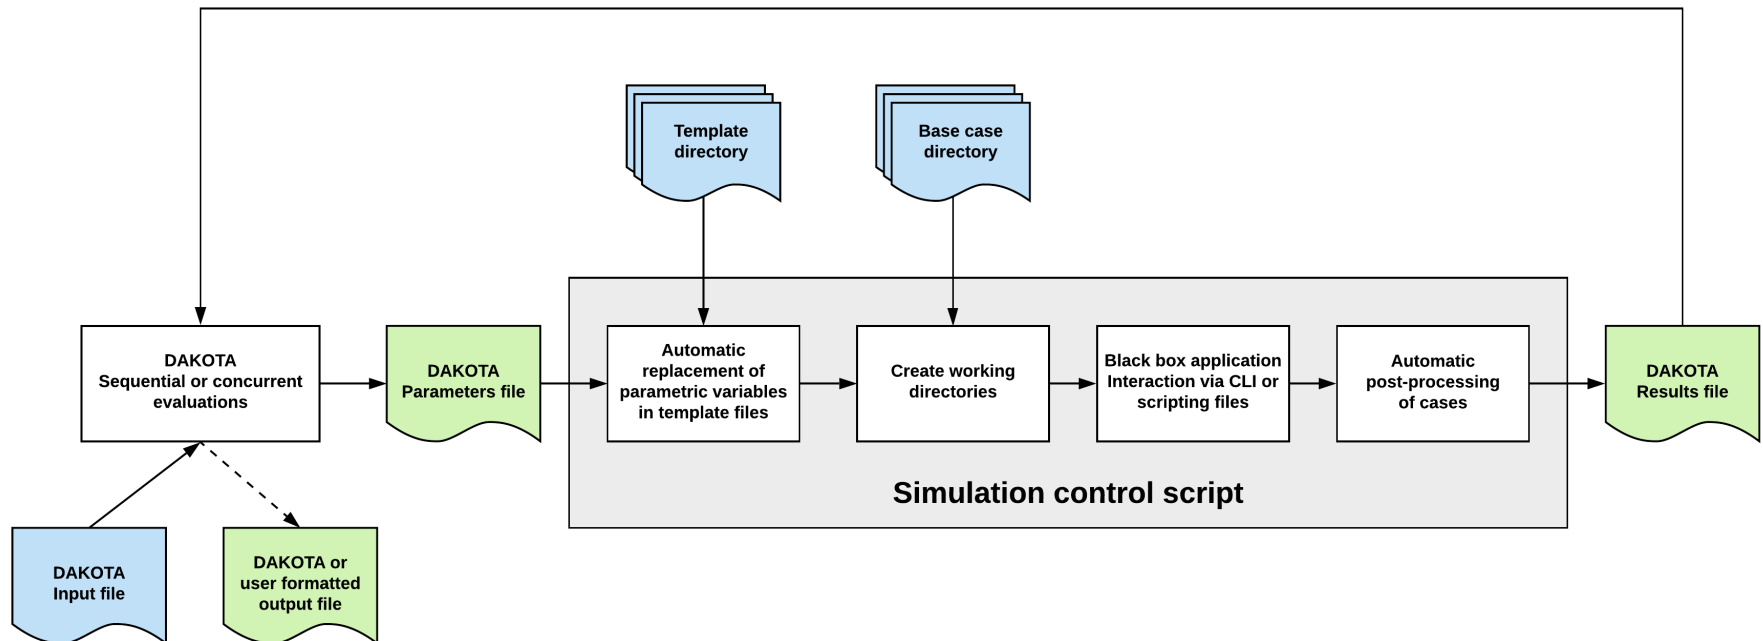 Template
directory
Base case
directory
DAKOTA
Sequential or concurrent
evaluations
DAKOTA
Parameters file
Automatic
replacement of
parametric variables
in template files
Create working
directories
Black box application
Interaction via CLI or
scripting files
Automatic
post-processing
of cases
DAKOTA
Results file
Simulation control script
DAKOTA
Input file
DAKOTA or
user formatted
output file